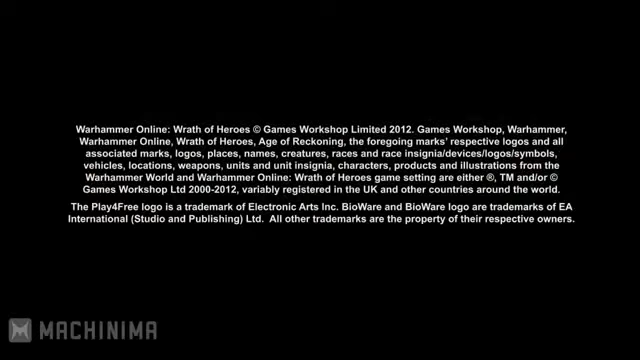 Warhammer Online: Wrath of Heroes © Games Workshop Limited 2012. Games Workshop, Warhammer,
Warhammer Online, Wrath of Heroes, Age of Reckoning, the foregoing marks' respective logos and all
associated marks, logos, places, names, creatures, races and race insignia/devices/logos/symbols,
vehicles, locations, weapons, units and unit insignia, characters, products and illustrations from the
Warhammer World and Warhammer Online: Wrath of Heroes game setting are either ®, TM and/or ©
Games Workshop Ltd 2000-2012, variably registered in the UK and other countries around the world.
The Play4Free logo is a trademark of Electronic Arts Inc. BioWare and BioWare logo are trademarks of EA
International (Studio and Publishing) Ltd. All other trademarks are the property of their respective owners.
MACHINIMA